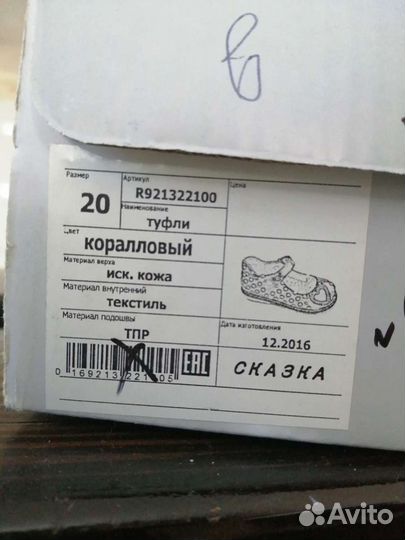 в
Размер
20
Артикул
R921322100
Цена
Наименование
туфли
Цвет
коралловый
Материал верха
иск. кожа
Материал внутренний
текстиль
Материал подошвы
ТПР
Дата изготовления
12.2016
EAC
СКАЗКА
N
Avito